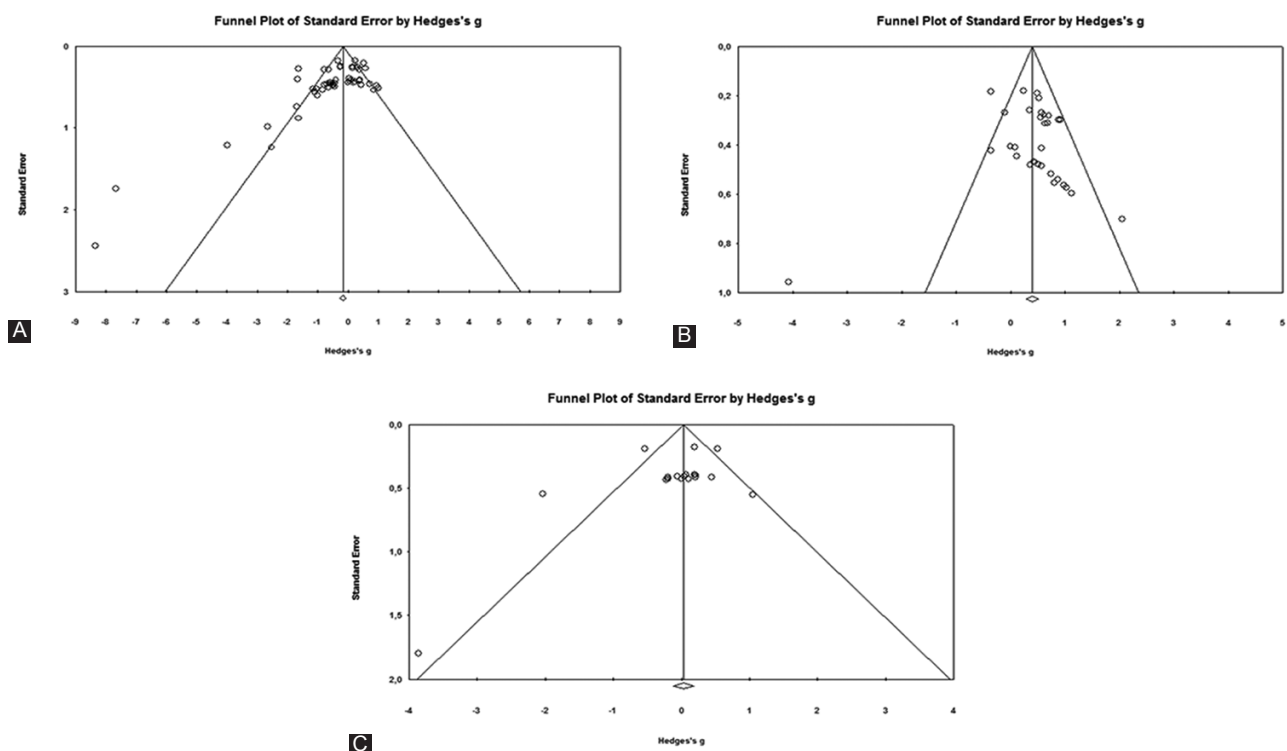 Funnel Plot of Standard Error by Hedges's g
0
1
2
3
Standard Error
-9 -8 -7 -6 -5 -4 -3 -2 -1 0 1 2 3 4 5 6 7 8 9
Hedges's g
A
Funnel Plot of Standard Error by Hedges's g
0,0
0,2
0,4
0,6
0,8
1,0
Standard Error
-5 -4 -3 -2 -1 0 1 2 3 4 5
Hedges's g
B
Funnel Plot of Standard Error by Hedges's g
0,0
0,5
1,0
1,5
2,0
Standard Error
-4 -3 -2 -1 0 1 2 3 4
Hedges's g
C